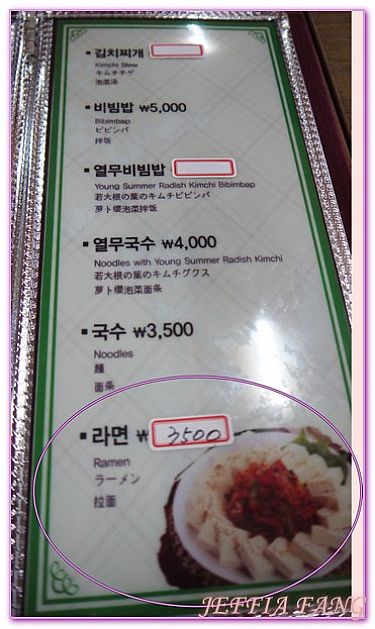 김치찌개
Kimchi Stew
キムチチゲ
泡菜汤
비빔밥 ₩5,000
Bibimbap
ビビンバ
拌饭
열무비빔밥
Young Summer Radish Kimchi Bibimbap
若大根の葉のキムチビビンバ
萝卜缨泡菜拌饭
열무국수 ₩4,000
Noodles with Young Summer Radish Kimchi
若大根の葉のキムチグクス
萝卜缨泡菜面条
국수 ₩3,500
Noodles
麺
面条
라면 ₩ 3500
Ramen
ラーメン
拉面
JEFFIA FANG